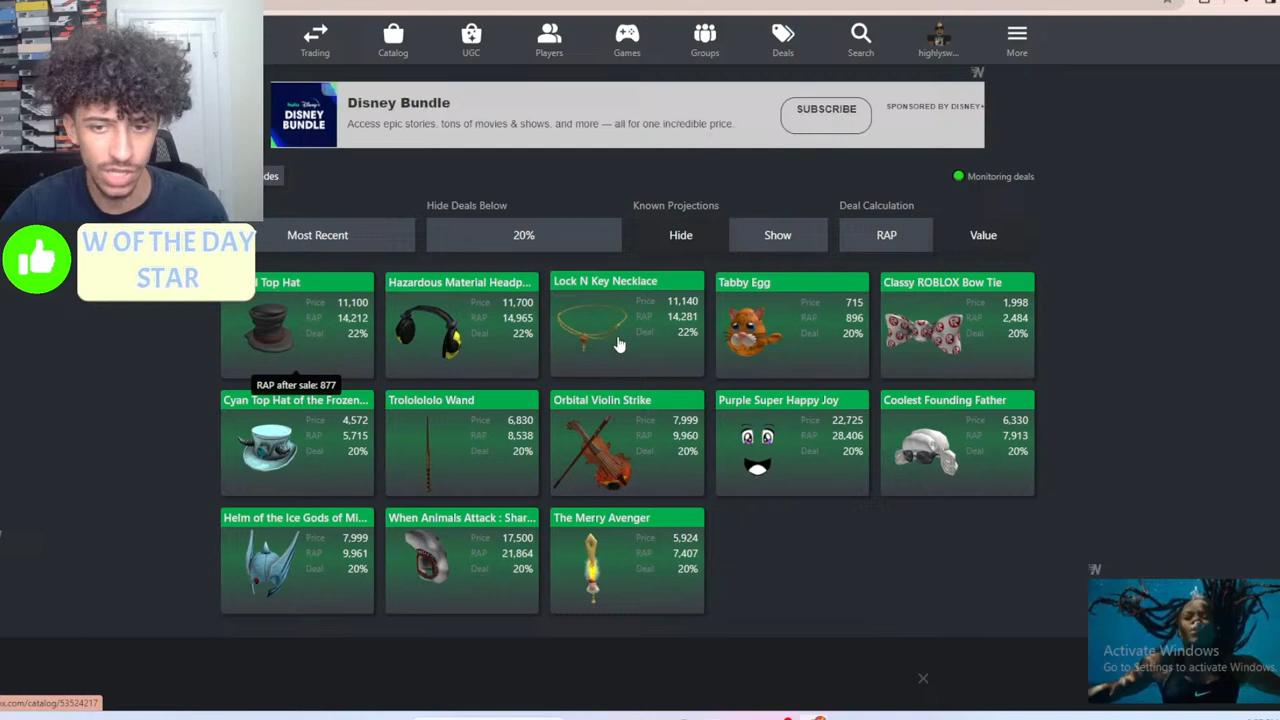 Trading
Catalog
UGC
Players
Games
Groups
Deals
Search
highlysw...
More
hulu
Disney+
DISNEY
BUNDLE
Disney Bundle
Access epic stories, tons of movies & shows, and more — all for one incredible price.
SUBSCRIBE
SPONSORED BY DISNEY+
des
Monitoring deals
Hide Deals Below
Known Projections
Deal Calculation
Most Recent
20%
Hide
Show
RAP
Value
W OF THE DAY
STAR
Top Hat
Price 11,100
RAP 14,212
Deal 22%
Hazardous Material Headp...
Price 11,700
RAP 14,965
Deal 22%
Lock N Key Necklace
Price 11,140
RAP 14,281
Deal 22%
Tabby Egg
Price 715
RAP 896
Deal 20%
Classy ROBLOX Bow Tie
Price 1,998
RAP 2,484
Deal 20%
RAP after sale: 877
Cyan Top Hat of the Frozen...
Price 4,572
RAP 5,715
Deal 20%
Trolololololo Wand
Price 6,830
RAP 8,538
Deal 20%
Orbital Violin Strike
Price 7,999
RAP 9,960
Deal 20%
Purple Super Happy Joy
Price 22,725
RAP 28,406
Deal 20%
Coolest Founding Father
Price 6,330
RAP 7,913
Deal 20%
Helm of the Ice Gods of Mi...
Price 7,999
RAP 9,961
Deal 20%
When Animals Attack : Shar...
Price 17,500
RAP 21,864
Deal 20%
The Merry Avenger
Price 5,924
RAP 7,407
Deal 20%
Activate Windows
Go to Settings to activate Windows.
ox.com/catalog/53524217